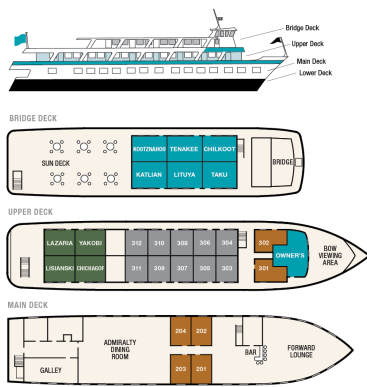 Bridge Deck
Upper Deck
Main Deck
Lower Deck
BRIDGE DECK
KOOTZNAHOO TENAKEE CHILKOOT
SUN DECK
BRIDGE
KATLIAN LITUYA TAKU
UPPER DECK
LAZARIA YAKOBI 312 310 308 306 304 302
OWNER'S
BOW
VIEWING
AREA
LISIANSKI CHICHAGOF 311 309 307 305 303 301
MAIN DECK
204 202
ADMIRALTY
DINING
ROOM
BAR
FORWARD
LOUNGE
GALLEY
203 201